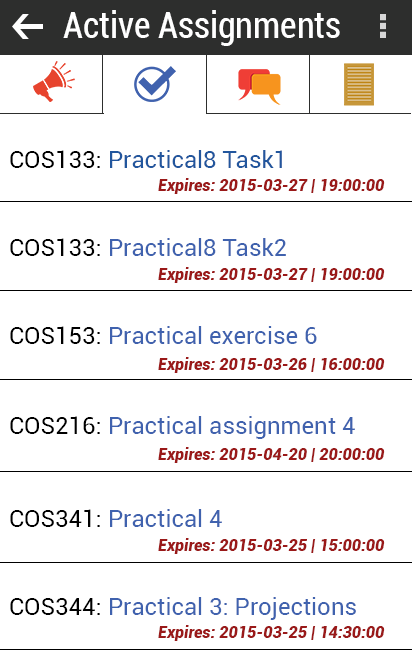 Active Assignments
COS133: Practical8 Task1
Expires: 2015-03-27 | 19:00:00
COS133: Practical8 Task2
Expires: 2015-03-27 | 19:00:00
COS153: Practical exercise 6
Expires: 2015-03-26 | 16:00:00
COS216: Practical assignment 4
Expires: 2015-04-20 | 20:00:00
COS341: Practical 4
Expires: 2015-03-25 | 15:00:00
COS344: Practical 3: Projections
Expires: 2015-03-25 | 14:30:00